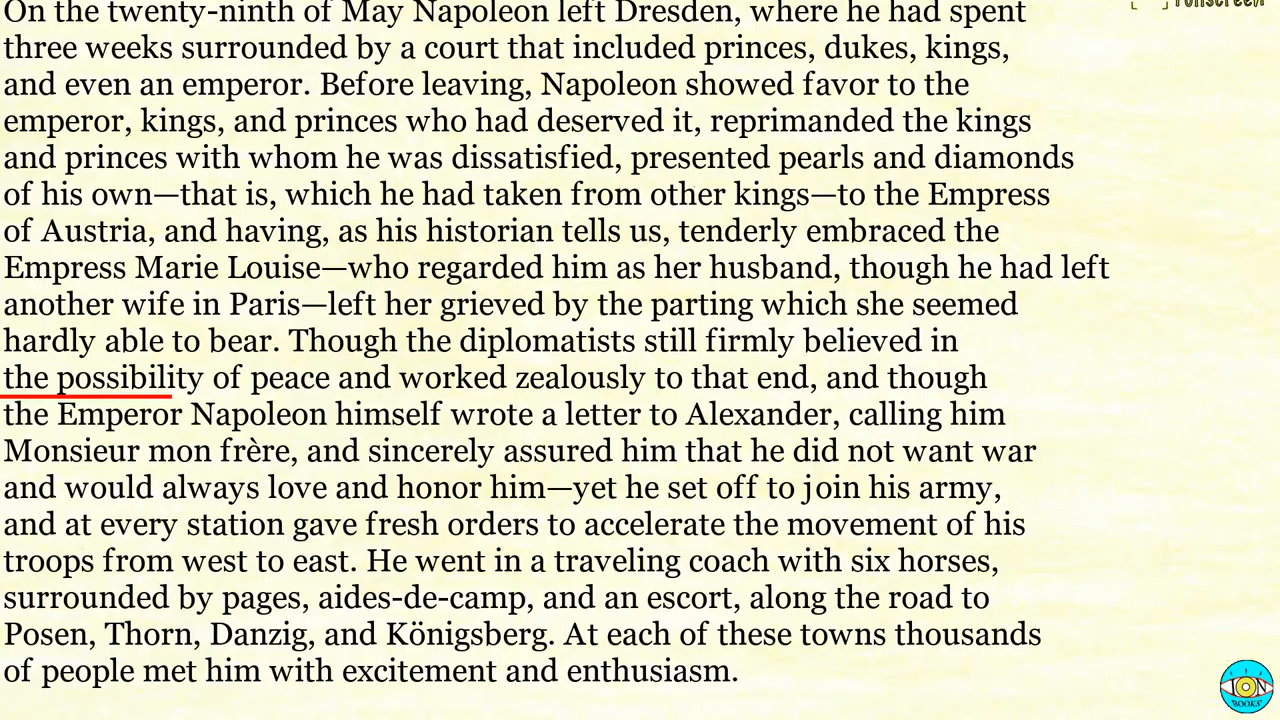 On the twenty-ninth of May Napoleon left Dresden, where he had spent
three weeks surrounded by a court that included princes, dukes, kings,
and even an emperor. Before leaving, Napoleon showed favor to the
emperor, kings, and princes who had deserved it, reprimanded the kings
and princes with whom he was dissatisfied, presented pearls and diamonds
of his own—that is, which he had taken from other kings—to the Empress
of Austria, and having, as his historian tells us, tenderly embraced the
Empress Marie Louise—who regarded him as her husband, though he had left
another wife in Paris—left her grieved by the parting which she seemed
hardly able to bear. Though the diplomatists still firmly believed in
the possibility of peace and worked zealously to that end, and though
the Emperor Napoleon himself wrote a letter to Alexander, calling him
Monsieur mon frère, and sincerely assured him that he did not want war
and would always love and honor him—yet he set off to join his army,
and at every station gave fresh orders to accelerate the movement of his
troops from west to east. He went in a traveling coach with six horses,
surrounded by pages, aides-de-camp, and an escort, along the road to
Posen, Thorn, Danzig, and Königsberg. At each of these towns thousands
of people met him with excitement and enthusiasm.
ION
BOOKS